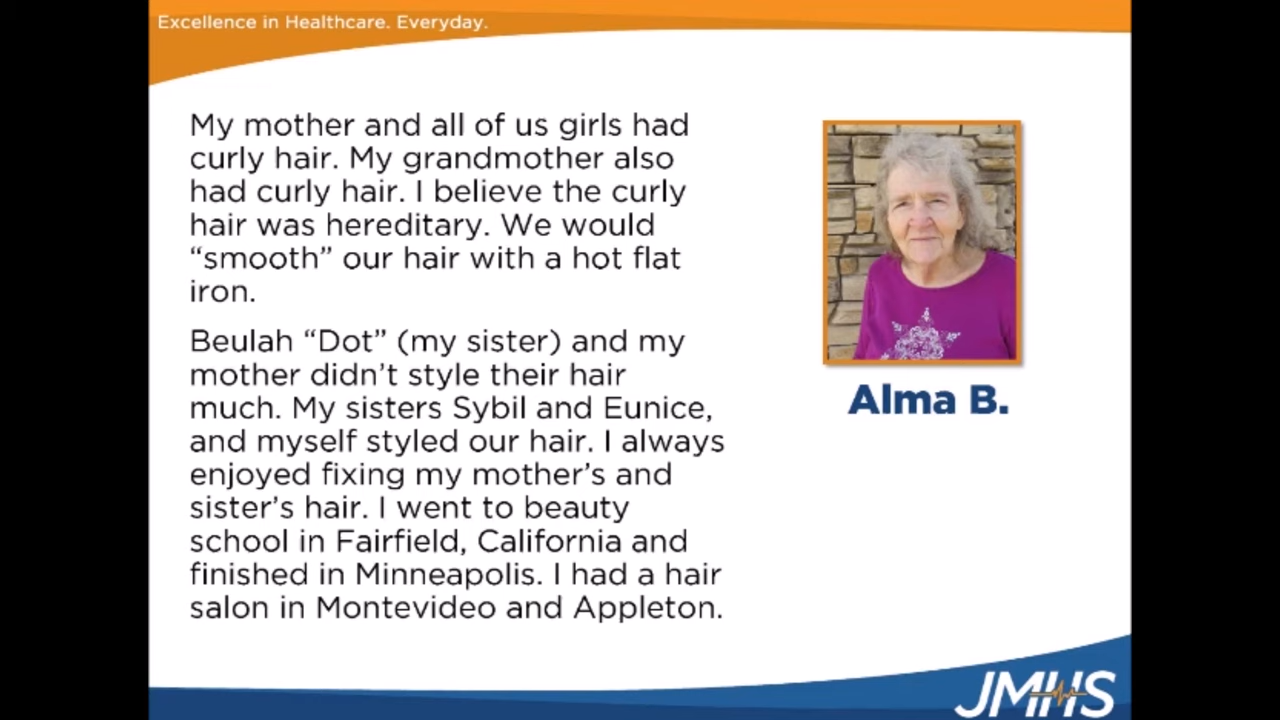 Excellence in Healthcare. Everyday.
My mother and all of us girls had
curly hair. My grandmother also
had curly hair. I believe the curly
hair was hereditary. We would
“smooth” our hair with a hot flat
iron.
Beulah “Dot” (my sister) and my
mother didn’t style their hair
much. My sisters Sybil and Eunice,
and myself styled our hair. I always
enjoyed fixing my mother’s and
sister’s hair. I went to beauty
school in Fairfield, California and
finished in Minneapolis. I had a hair
salon in Montevideo and Appleton.
Alma B.
JMHS